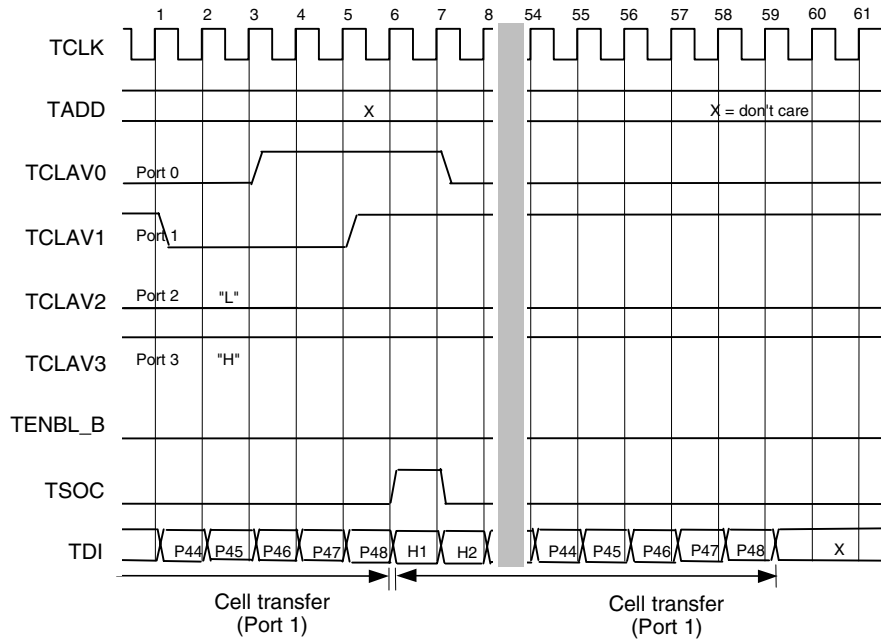 1 2 3 4 5 6 7 8 54 55 56 57 58 59 60 61
TCLK
TADD X X = don't care
TCLAV0 Port 0
TCLAV1 Port 1
TCLAV2 Port 2 "L"
TCLAV3 Port 3 "H"
TENBL_B
TSOC
TDI P44 P45 P46 P47 P48 H1 H2 P44 P45 P46 P47 P48 X
Cell transfer
(Port 1)
Cell transfer
(Port 1)